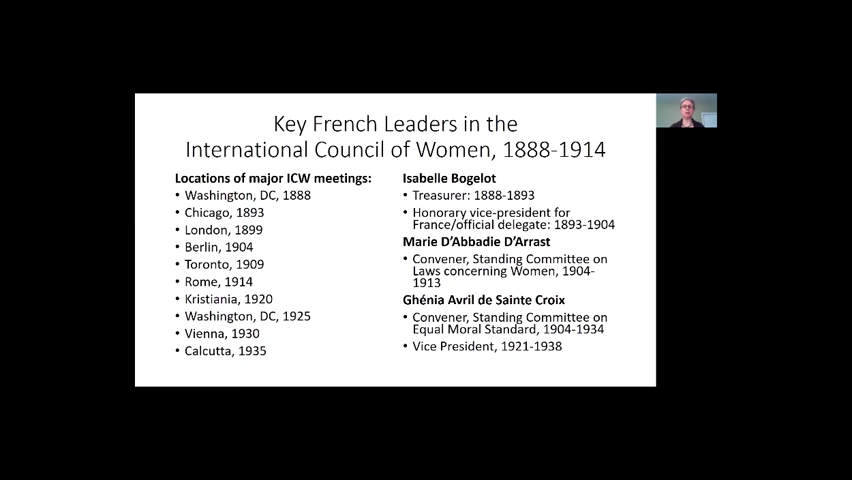 Key French Leaders in the
International Council of Women, 1888-1914
Locations of major ICW meetings:
• Washington, DC, 1888
• Chicago, 1893
• London, 1899
• Berlin, 1904
• Toronto, 1909
• Rome, 1914
• Kristiania, 1920
• Washington, DC, 1925
• Vienna, 1930
• Calcutta, 1935
Isabelle Bogelot
• Treasurer: 1888-1893
• Honorary vice-president for
France/official delegate: 1893-1904
Marie D'Abbadie D'Arrast
• Convener, Standing Committee on
Laws concerning Women, 1904-
1913
Ghénia Avril de Sainte Croix
• Convener, Standing Committee on
Equal Moral Standard, 1904-1934
• Vice President, 1921-1938